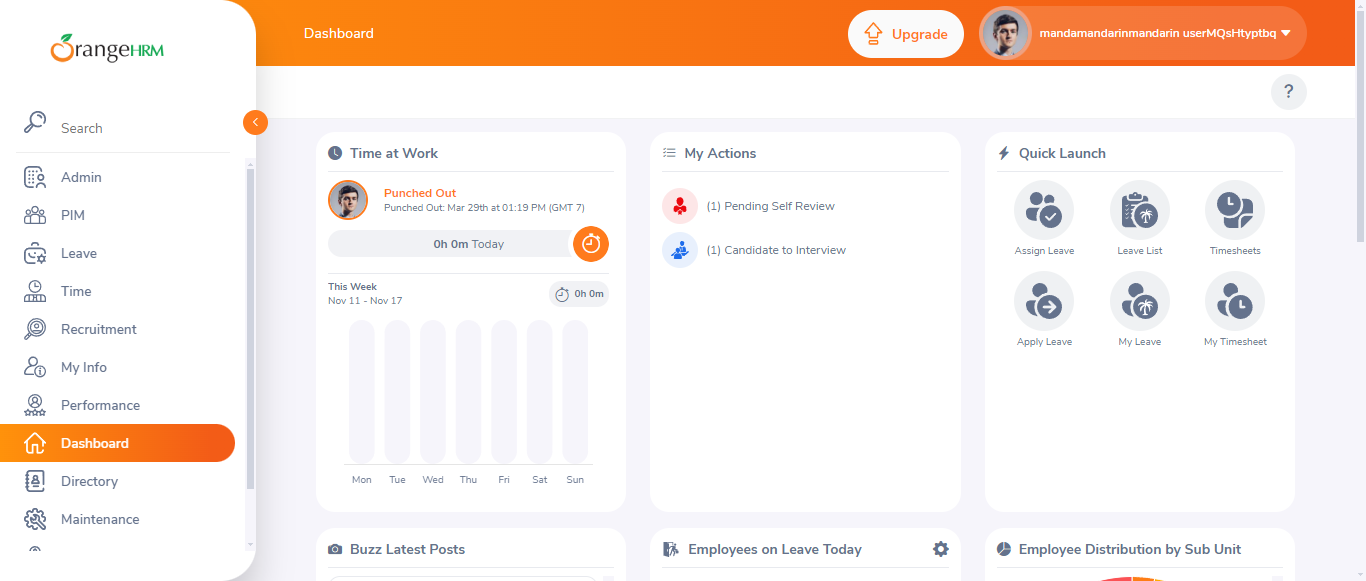 OrangeHRM
Search
Admin
PIM
Leave
Time
Recruitment
My Info
Performance
Dashboard
Directory
Maintenance
Dashboard
Upgrade
mandamandarinmandarin userMQsHtyptbq
?
Time at Work
Punched Out
Punched Out: Mar 29th at 01:19 PM (GMT 7)
0h 0m Today
This Week
Nov 11 - Nov 17
0h 0m
Mon Tue Wed Thu Fri Sat Sun
My Actions
(1) Pending Self Review
(1) Candidate to Interview
Quick Launch
Assign Leave Leave List Timesheets
Apply Leave My Leave My Timesheet
Buzz Latest Posts
Employees on Leave Today
Employee Distribution by Sub Unit